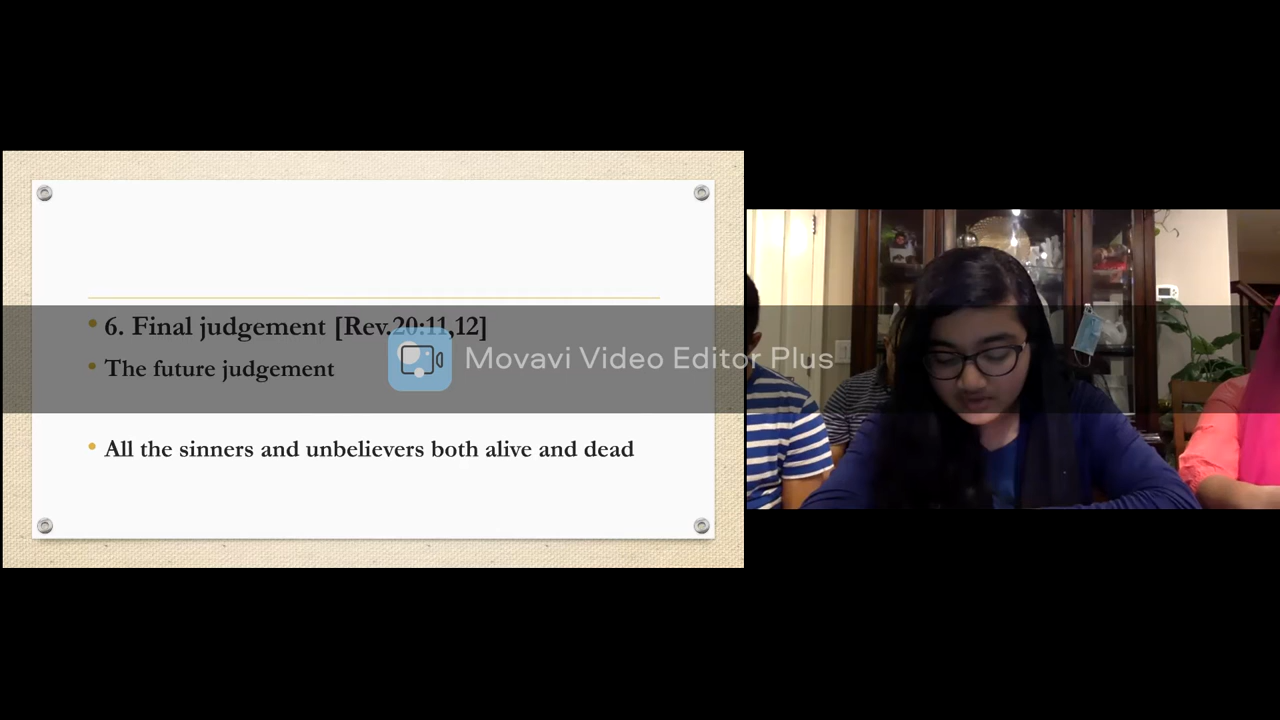 • 6. Final judgement [Rev.20:11,12]
• The future judgement
Movavi Video Editor Plus
• All the sinners and unbelievers both alive and dead